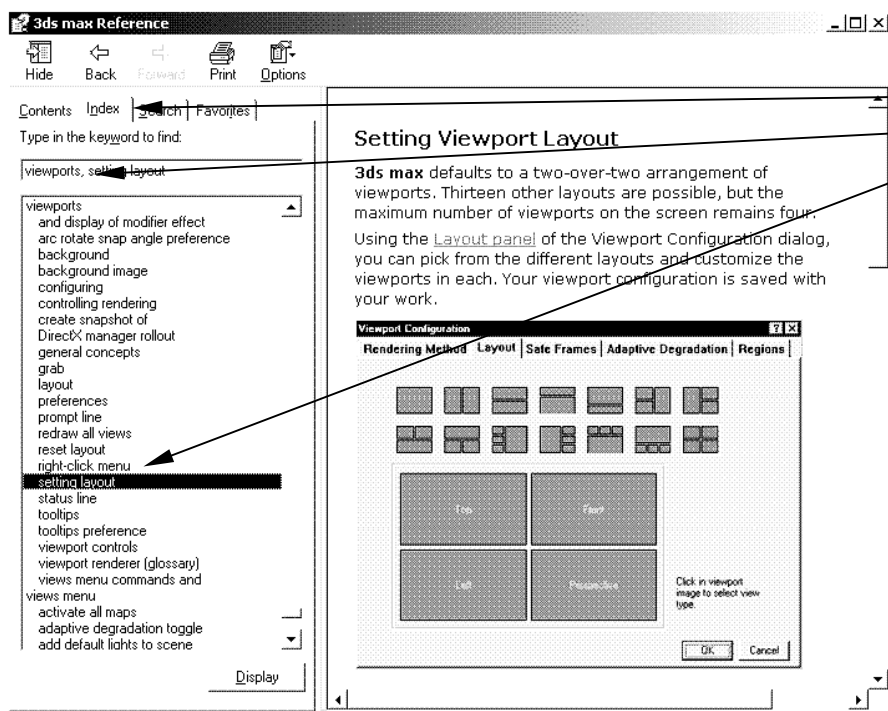 3ds max Reference
Hide Back Forward Print Options
Contents Index Search Favorites
Type in the keyword to find:
viewports, setting layout
viewports
and display of modifier effect
arc rotate snap angle preference
background
background image
configuring
controlling rendering
create snapshot of
DirectX manager rollout
general concepts
grab
layout
preferences
prompt line
redraw all views
reset layout
right-click menu
setting layout
status line
tooltips
tooltips preference
viewport controls
viewport renderer (glossary)
views menu commands and
views menu
activate all maps
adaptive degradation toggle
add default lights to scene
Display
Setting Viewport Layout
3ds max defaults to a two-over-two arrangement of
viewports. Thirteen other layouts are possible, but the
maximum number of viewports on the screen remains four.
Using the Layout panel of the Viewport Configuration dialog,
you can pick from the different layouts and customize the
viewports in each. Your viewport configuration is saved with
your work.
Viewport Configuration
Rendering Method Layout Safe Frames Adaptive Degradation Regions
Top Front
Left Perspective
Click in viewport
image to select view
type.
OK Cancel